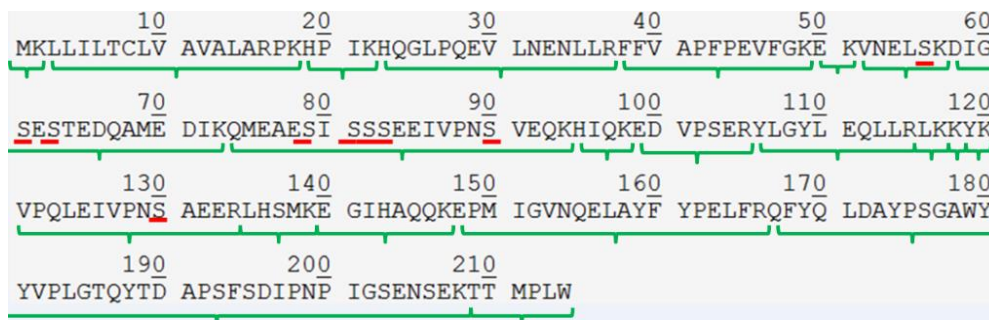 10 20 30 40 50 60
MKLLILTCLV AVALARPKHP IKHQGLPQEV LNENLLRFFV APFPEVFGKE KVNELSKDIG
70 80 90 100 110 120
SESTEDQAME DIKQMEAESI SSSEEIVPNS VEQKHIQKED VPSERYLGYL EQLLRLKKYK
130 140 150 160 170 180
VPQLEIVPNS AEERLHSMKE GIHAQQKEPM IGVNQELAYF YPELFRQFYQ LDAYPSGAWY
190 200 210
YVPLGTQYTD APSFSDIPNP IGSENSEKTT MPLW